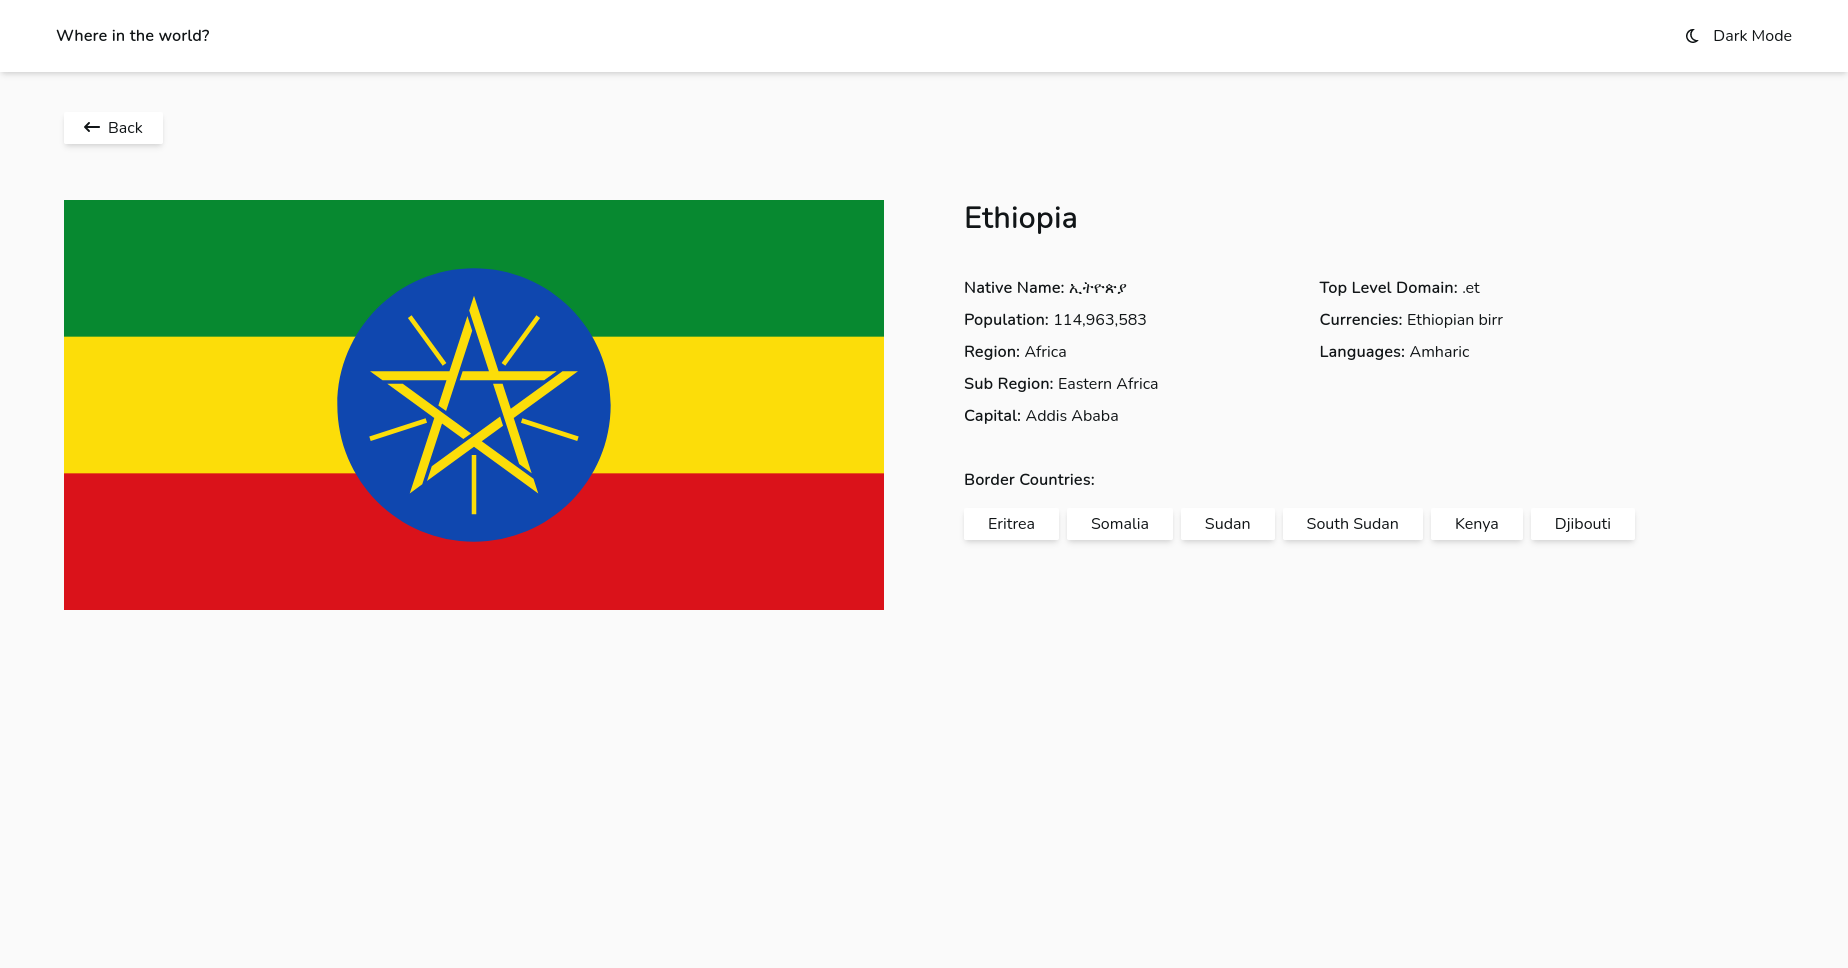 Where in the world?
Dark Mode
Back
Ethiopia
Native Name: ኢትዮጵያ
Population: 114,963,583
Region: Africa
Sub Region: Eastern Africa
Capital: Addis Ababa
Top Level Domain: .et
Currencies: Ethiopian birr
Languages: Amharic
Border Countries:
Eritrea Somalia Sudan South Sudan Kenya Djibouti